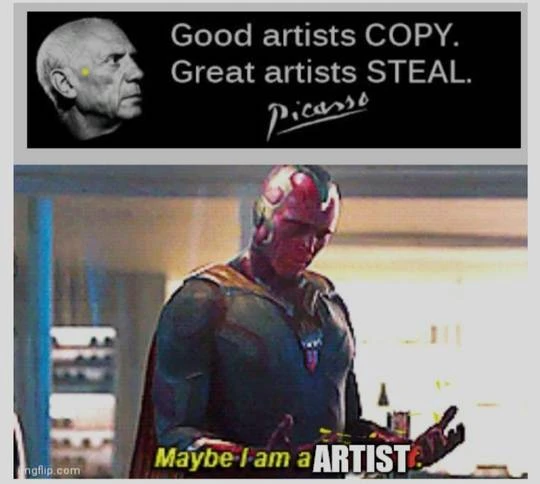 Good artists COPY.
Great artists STEAL.
Picasso
Maybe I am a ARTIST.
imgflip.com